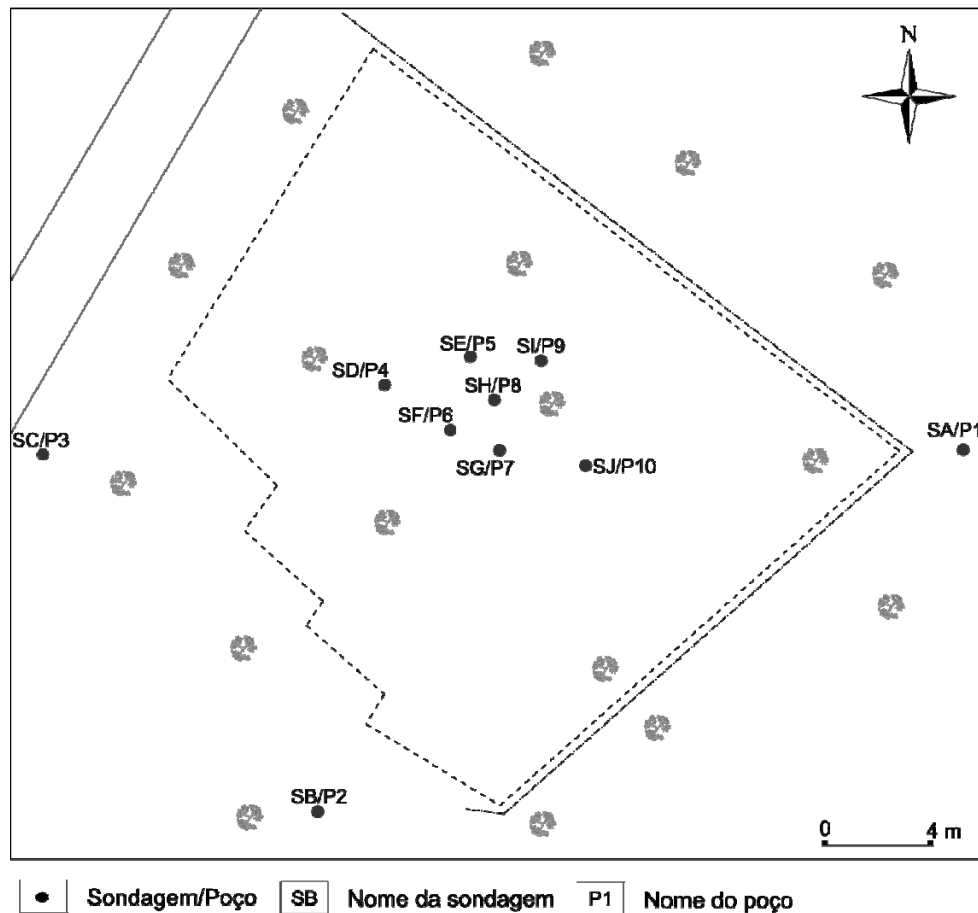 N
SE/P5
SI/P9
SD/P4
SH/P8
SF/P6
SC/P3
SA/P1
SG/P7
SJ/P10
SB/P2
0 4 m
Sondagem/Poço SB Nome da sondagem P1 Nome do poço